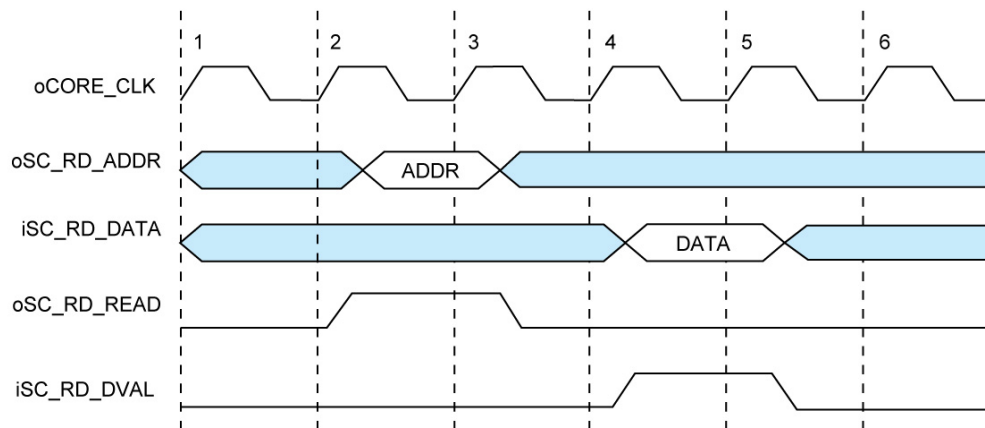 1 2 3 4 5 6
oCORE_CLK
oSC_RD_ADDR
ADDR
iSC_RD_DATA
DATA
oSC_RD_READ
iSC_RD_DVAL